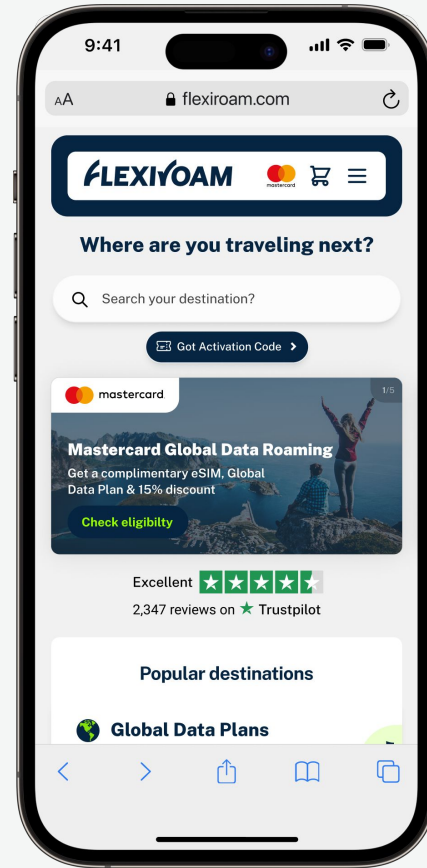 9:41
AA
flexiroam.com
FLEXIROAM
mastercard
Where are you traveling next?
Search your destination?
Got Activation Code
mastercard
1/5
Mastercard Global Data Roaming
Get a complimentary eSIM, Global
Data Plan & 15% discount
Check eligibilty
Excellent
2,347 reviews on Trustpilot
Popular destinations
Global Data Plans